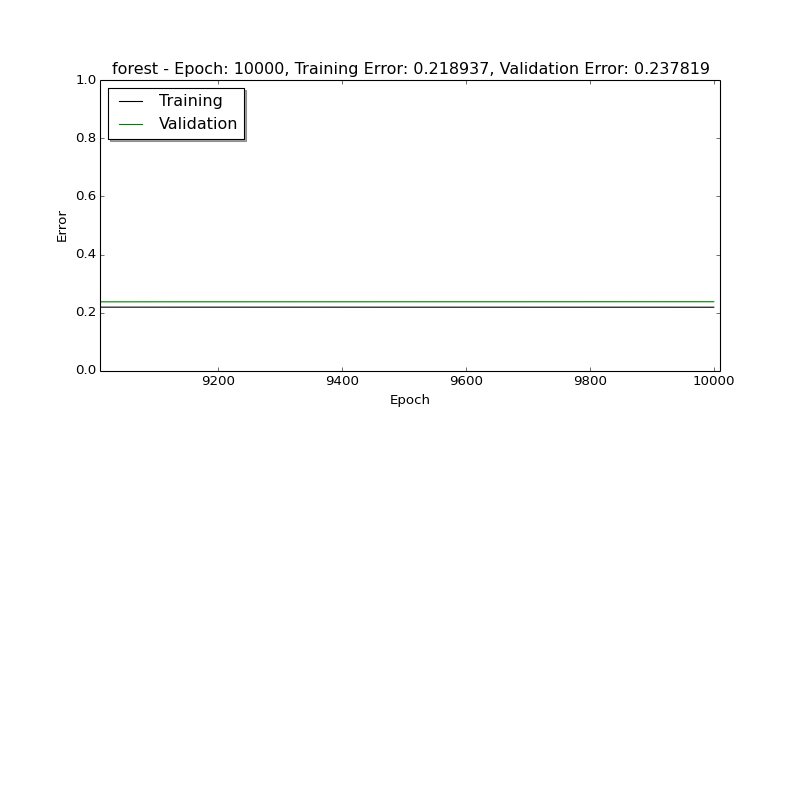 forest - Epoch: 10000, Training Error: 0.218937, Validation Error: 0.237819
1.0
Training
Validation
0.8
0.6
Error
0.4
0.2
0.0
9200 9400 9600 9800 10000
Epoch